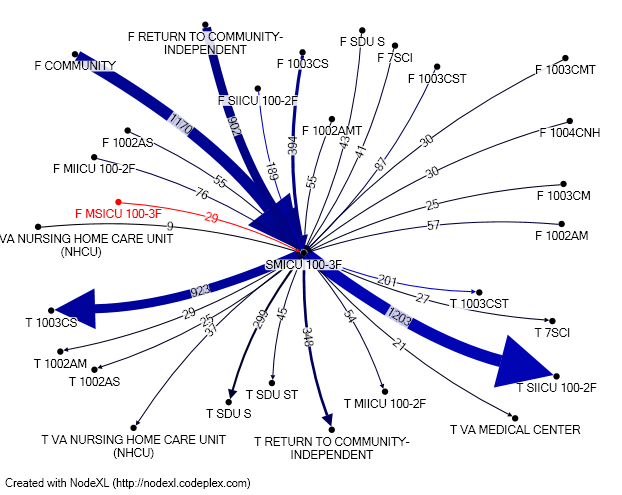 F RETURN TO COMMUNITY-
INDEPENDENT
F SDU S
F 7SCI
F COMMUNITY
F 1003CS
F 1003CST
F 1003CMT
F SIICU 100-2F
1170
902
F 1002AMT
F 1004CNH
F 1002AS
394
43
41
87
30
F MIICU 100-2F
189
55
55
30
76
F 1003CM
F MSICU 100-3F
29
25
9
57
F 1002AM
VA NURSING HOME CARE UNIT
(NHCU)
SMICU 100-3F
923
201
27
T 1003CST
T 1003CS
29
25
37
299
45
348
54
1203
21
T 7SCI
T 1002AM
T 1002AS
T SIICU 100-2F
T SDU ST
T MIICU 100-2F
T SDU S
T VA NURSING HOME CARE UNIT
(NHCU)
T RETURN TO COMMUNITY-
INDEPENDENT
T VA MEDICAL CENTER
Created with NodeXL (http://nodexl.codeplex.com)